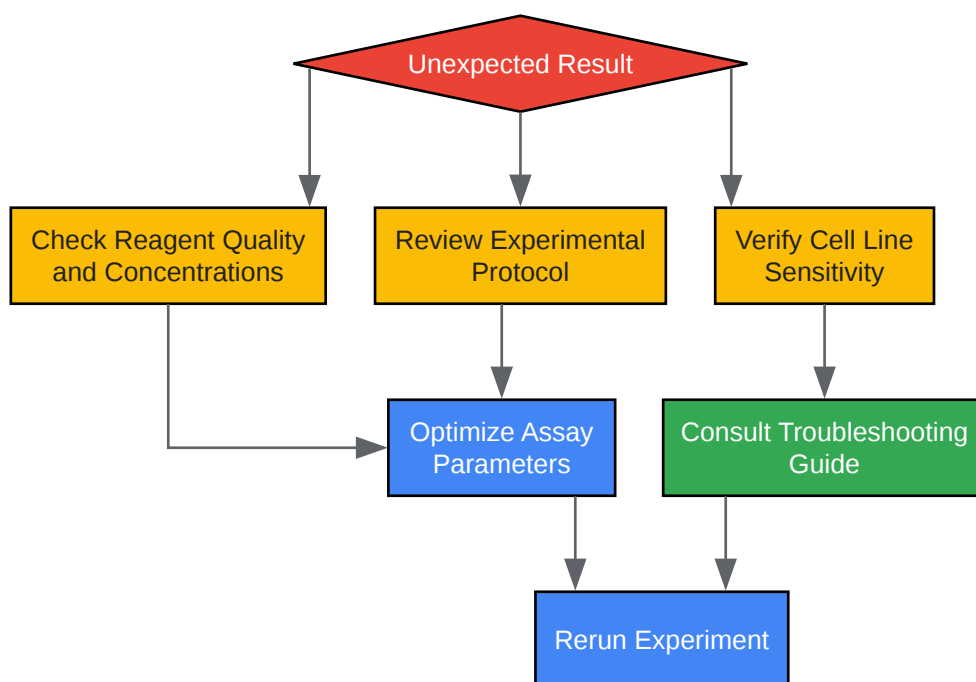 Unexpected Result
Check Reagent Quality
and Concentrations
Review Experimental
Protocol
Verify Cell Line
Sensitivity
Optimize Assay
Parameters
Consult Troubleshooting
Guide
Rerun Experiment